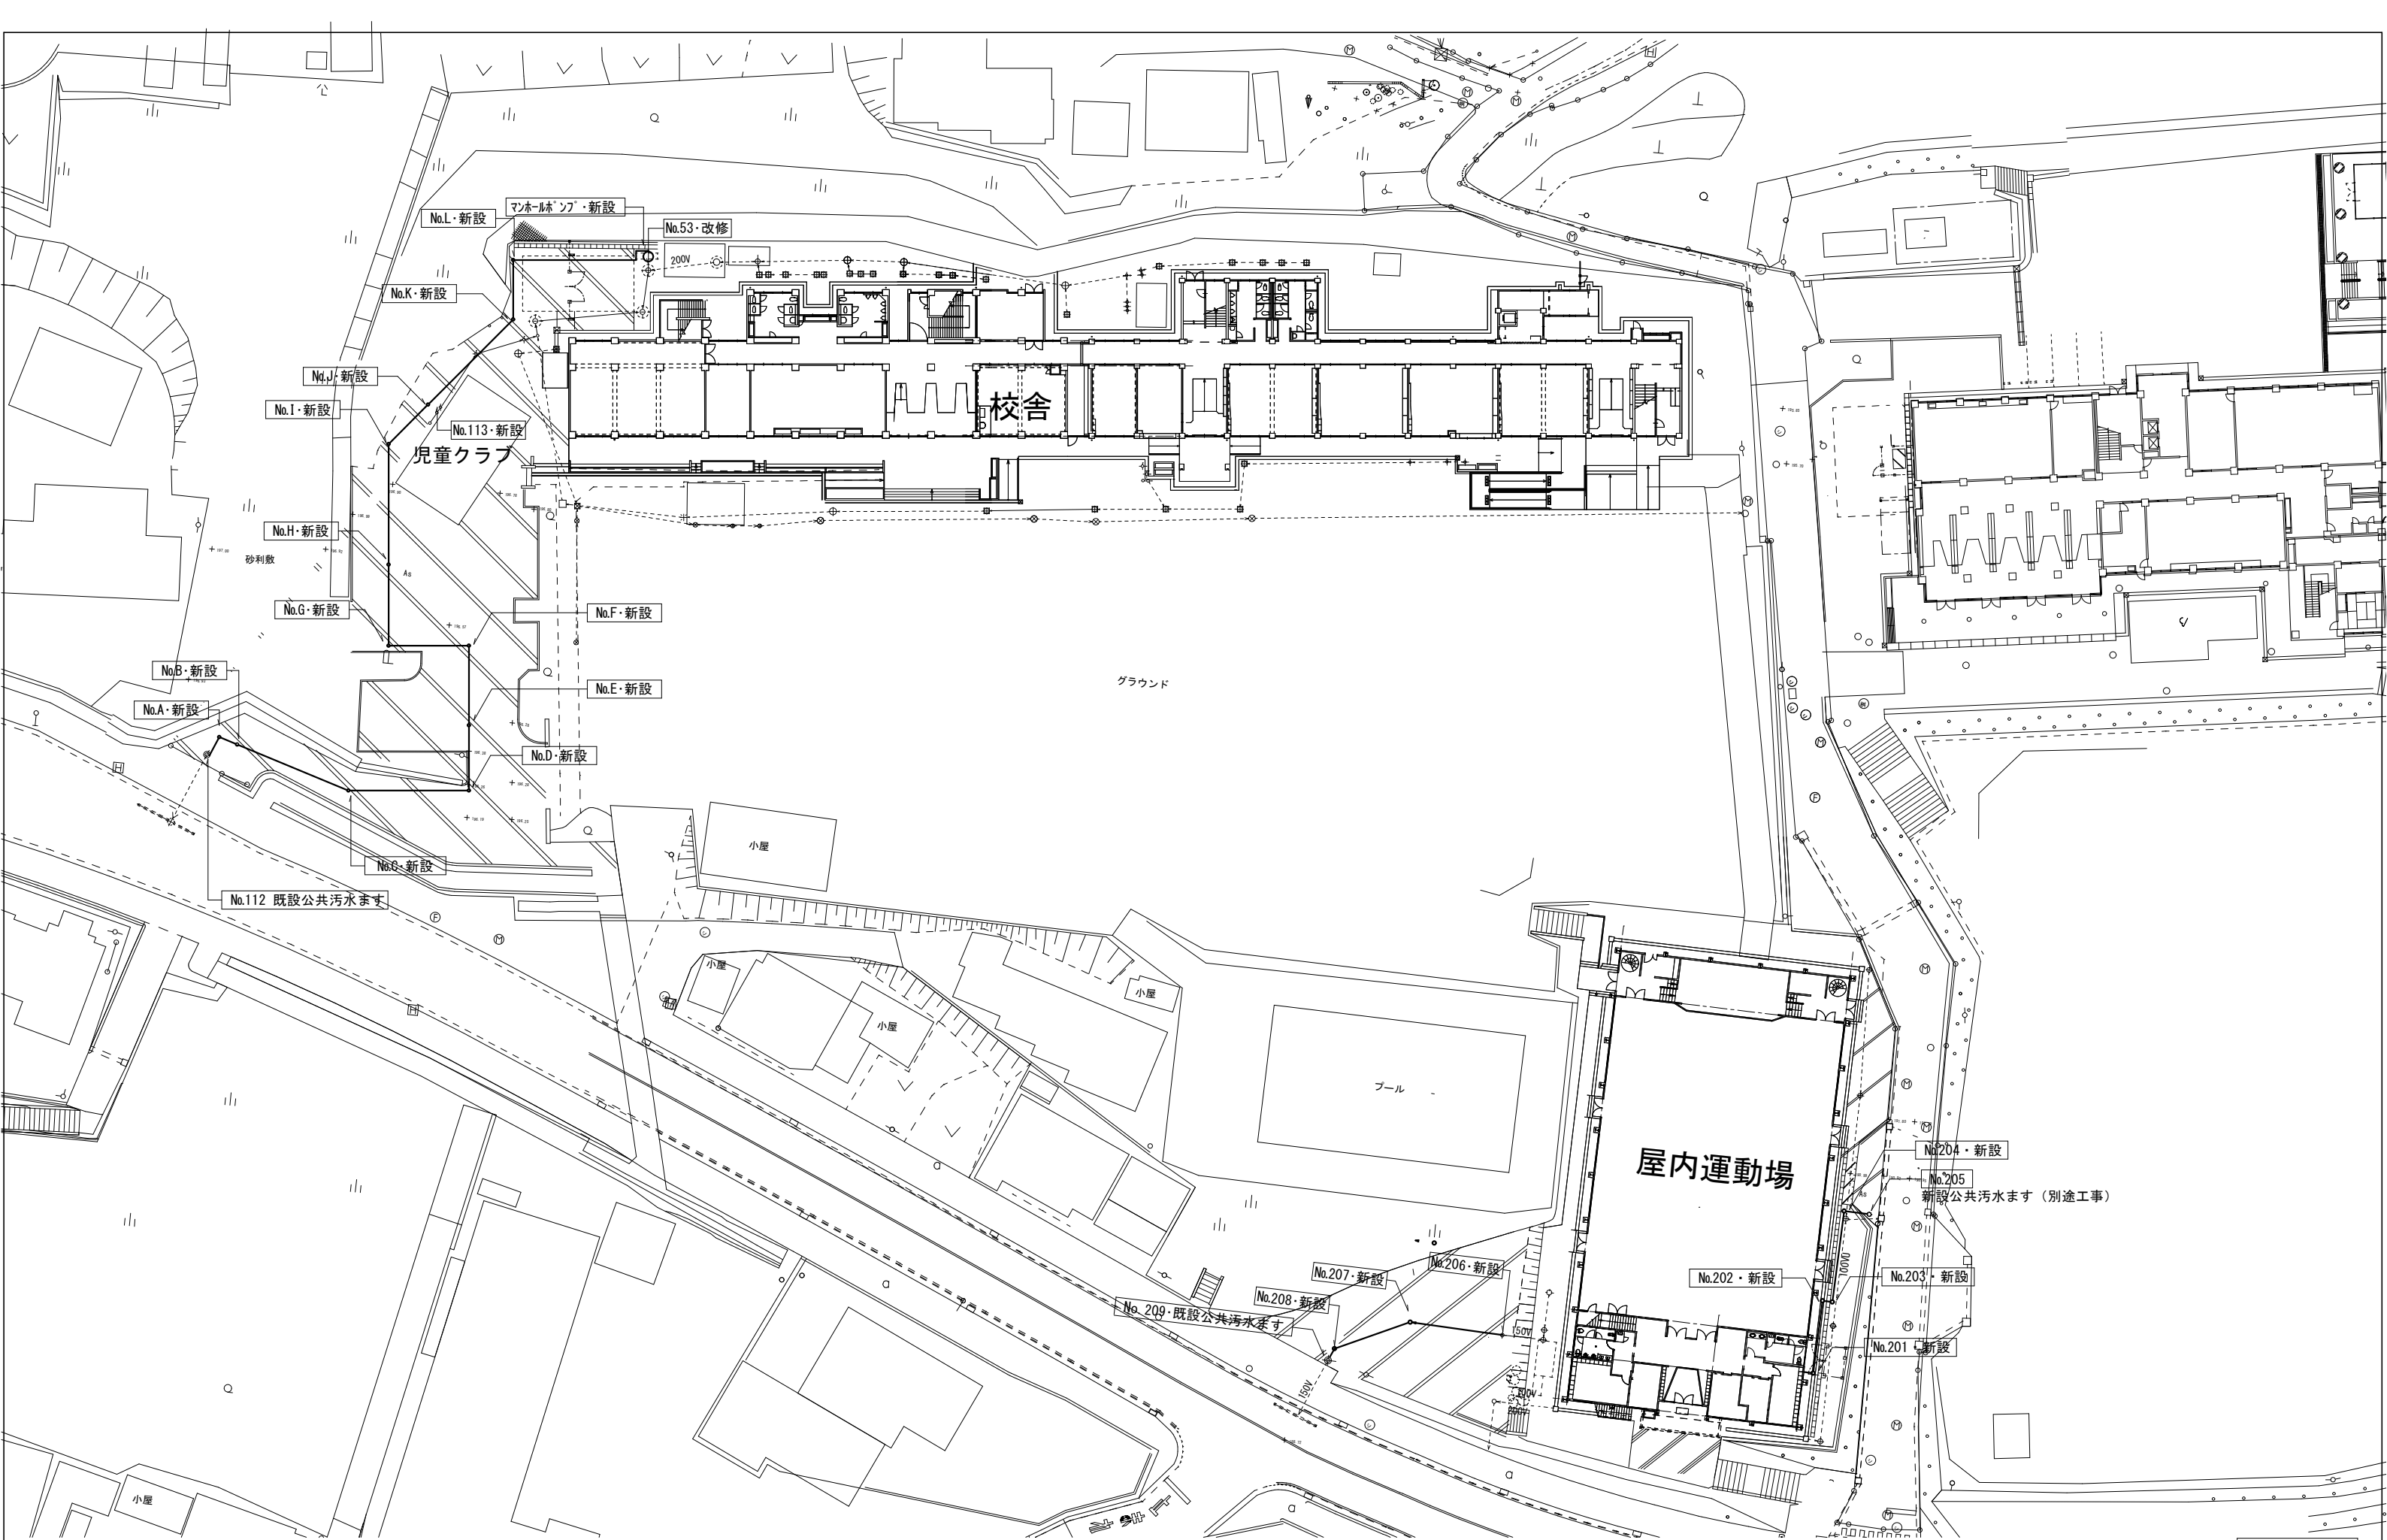 マンホールポンプ・新設
No.L・新設
No.53・改修
200V
No.K・新設
No.J・新設
No.I・新設
校舎
No.113・新設
児童クラブ
No.H・新設
砂利敷
As
No.G・新設
No.F・新設
No.B・新設
グラウンド
No.E・新設
No.A・新設
No.D・新設
小屋
No.C・新設
No.112 既設公共汚水ます
小屋
小屋
小屋
プール
屋内運動場
No.204・新設
No.205
新設公共汚水ます（別途工事）
As
No.206・新設
No.207・新設
No.202・新設
No.203・新設
No.208・新設
No.209・既設公共汚水ます
150V
No.201・新設
150V
200V
小屋